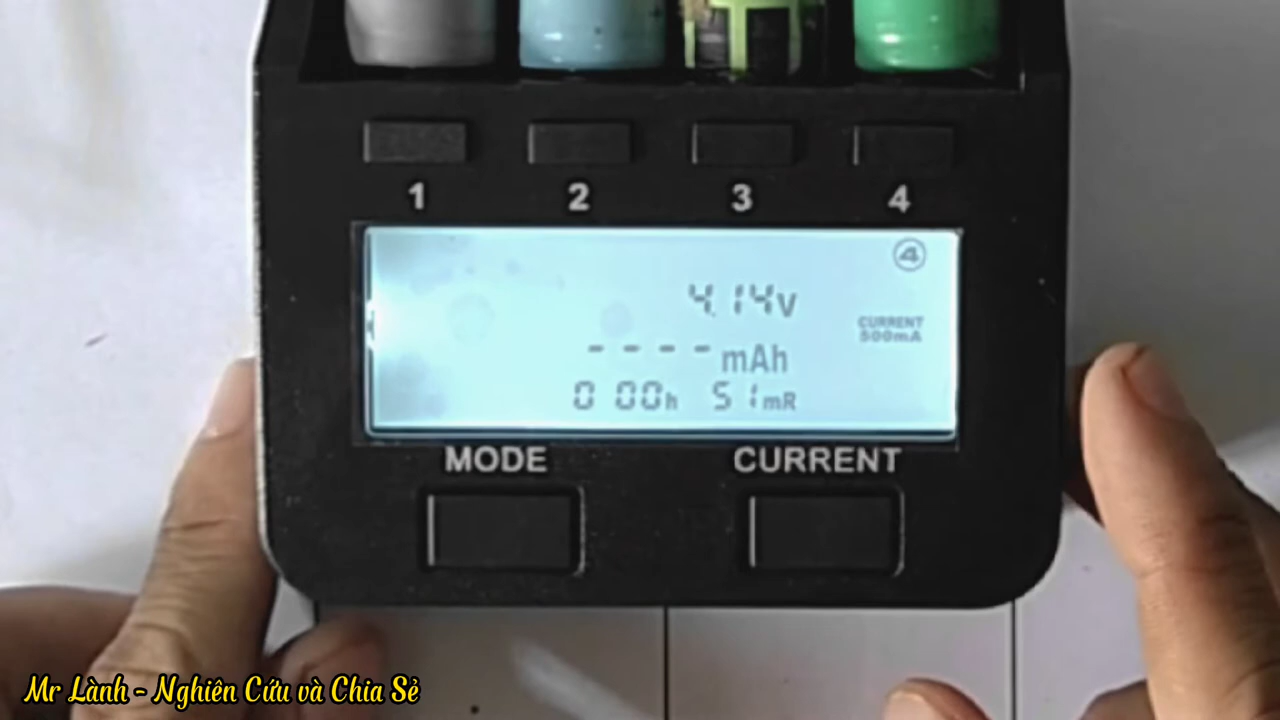 1 2 3 4
4
4.14V
CURRENT
500mA
- - - - mAh
0 00h 51mR
MODE CURRENT
Mr Lành - Nghiên Cứu và Chia Sẻ